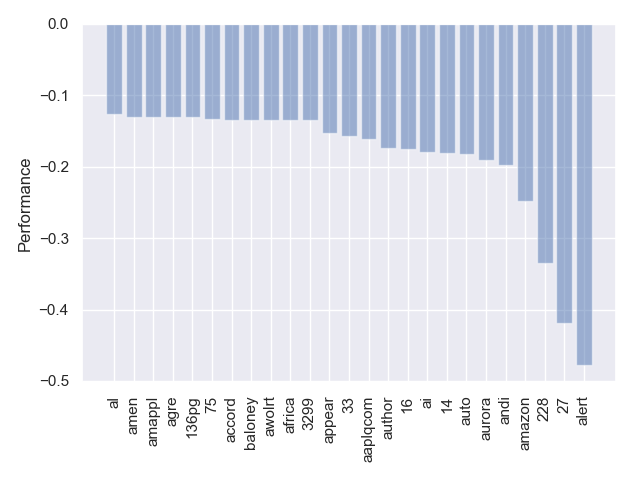 0.0
−0.1
−0.2
−0.3
−0.4
−0.5
Performance
al
amen
amappl
agre
136pg
75
accord
baloney
awolrt
africa
3299
appear
33
aaplqcom
author
16
ai
14
auto
aurora
andi
amazon
228
27
alert